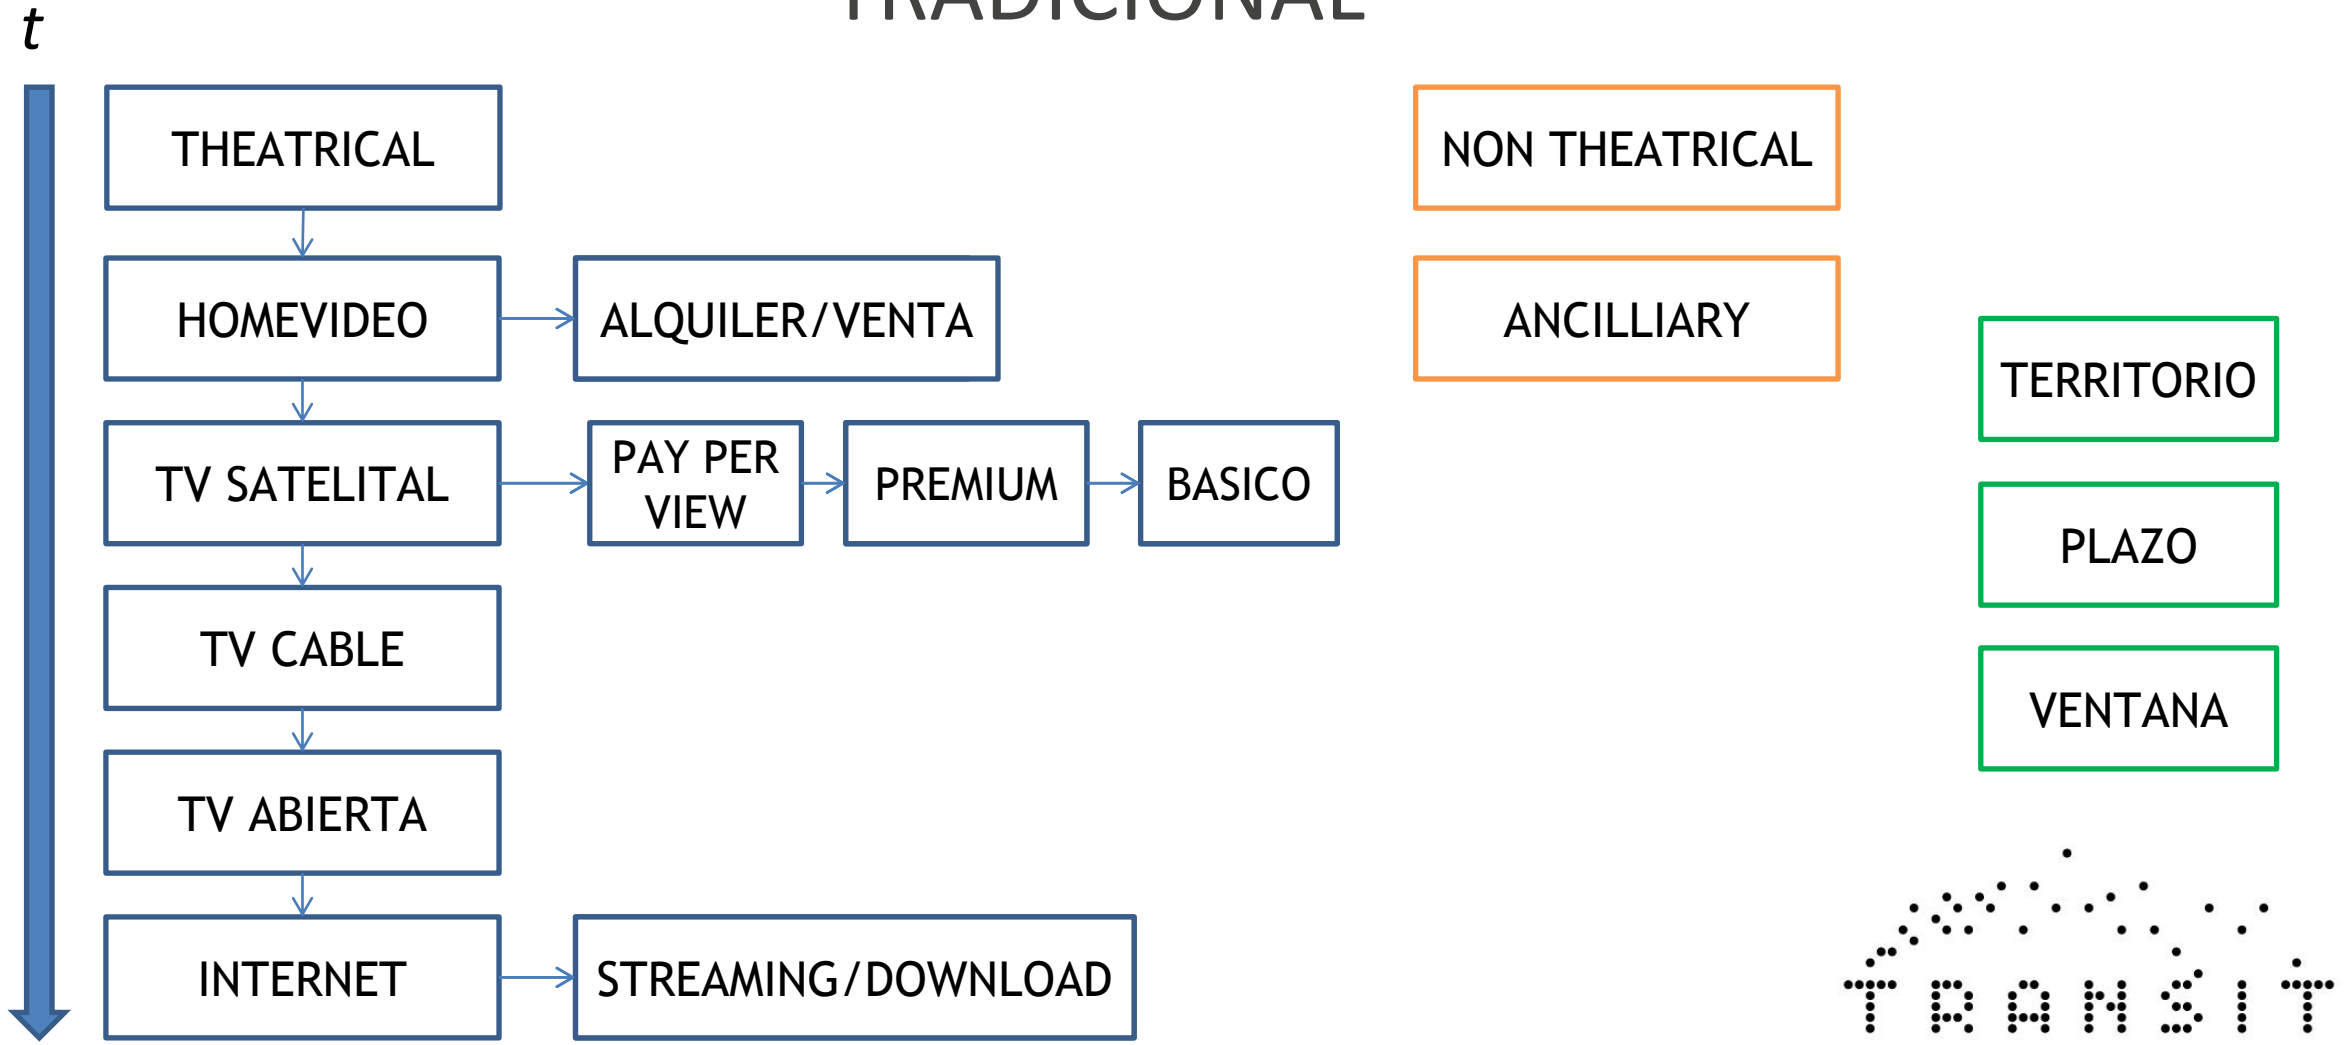 TRADICIONAL
t
THEATRICAL
NON THEATRICAL
HOMEVIDEO
ALQUILER/VENTA
ANCILLIARY
TERRITORIO
TV SATELITAL
PAY PER
VIEW
PREMIUM
BASICO
PLAZO
TV CABLE
VENTANA
TV ABIERTA
INTERNET
STREAMING/DOWNLOAD
TRANSIT